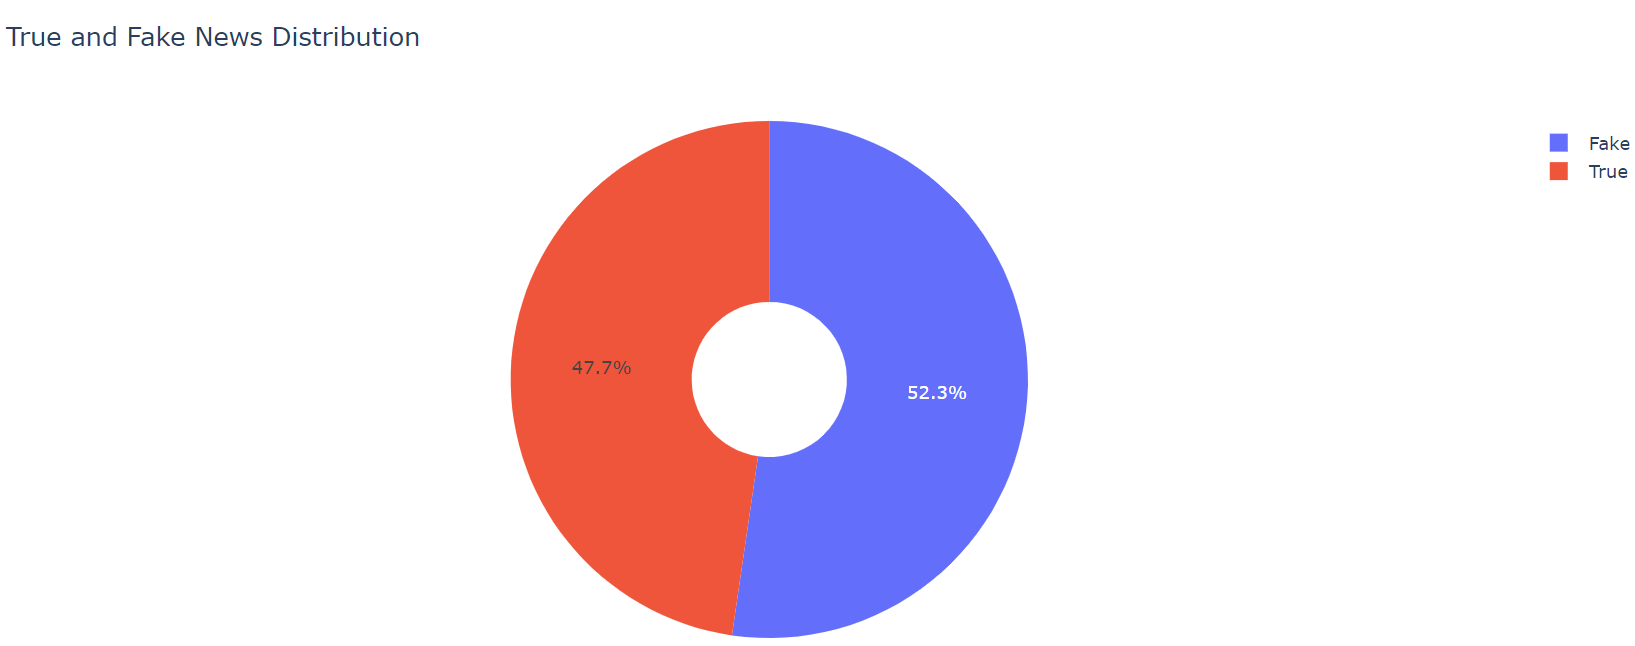 True and Fake News Distribution
Fake
True
47.7%
52.3%